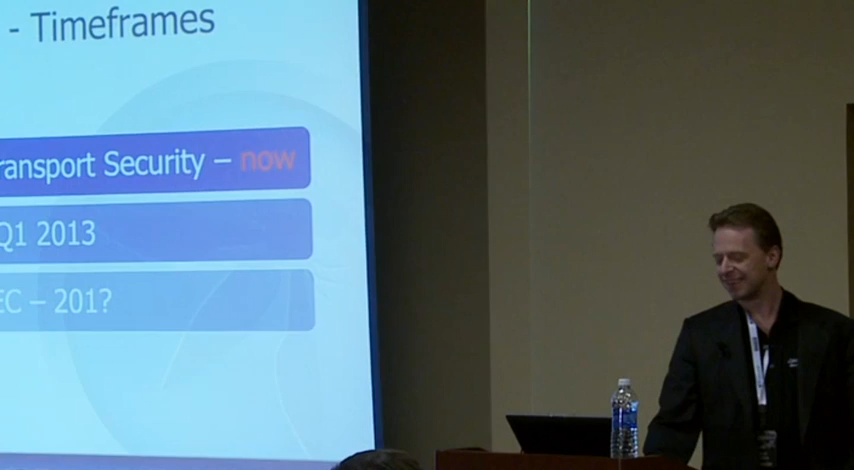 - Timeframes
ransport Security – now
Q1 2013
EC – 201?